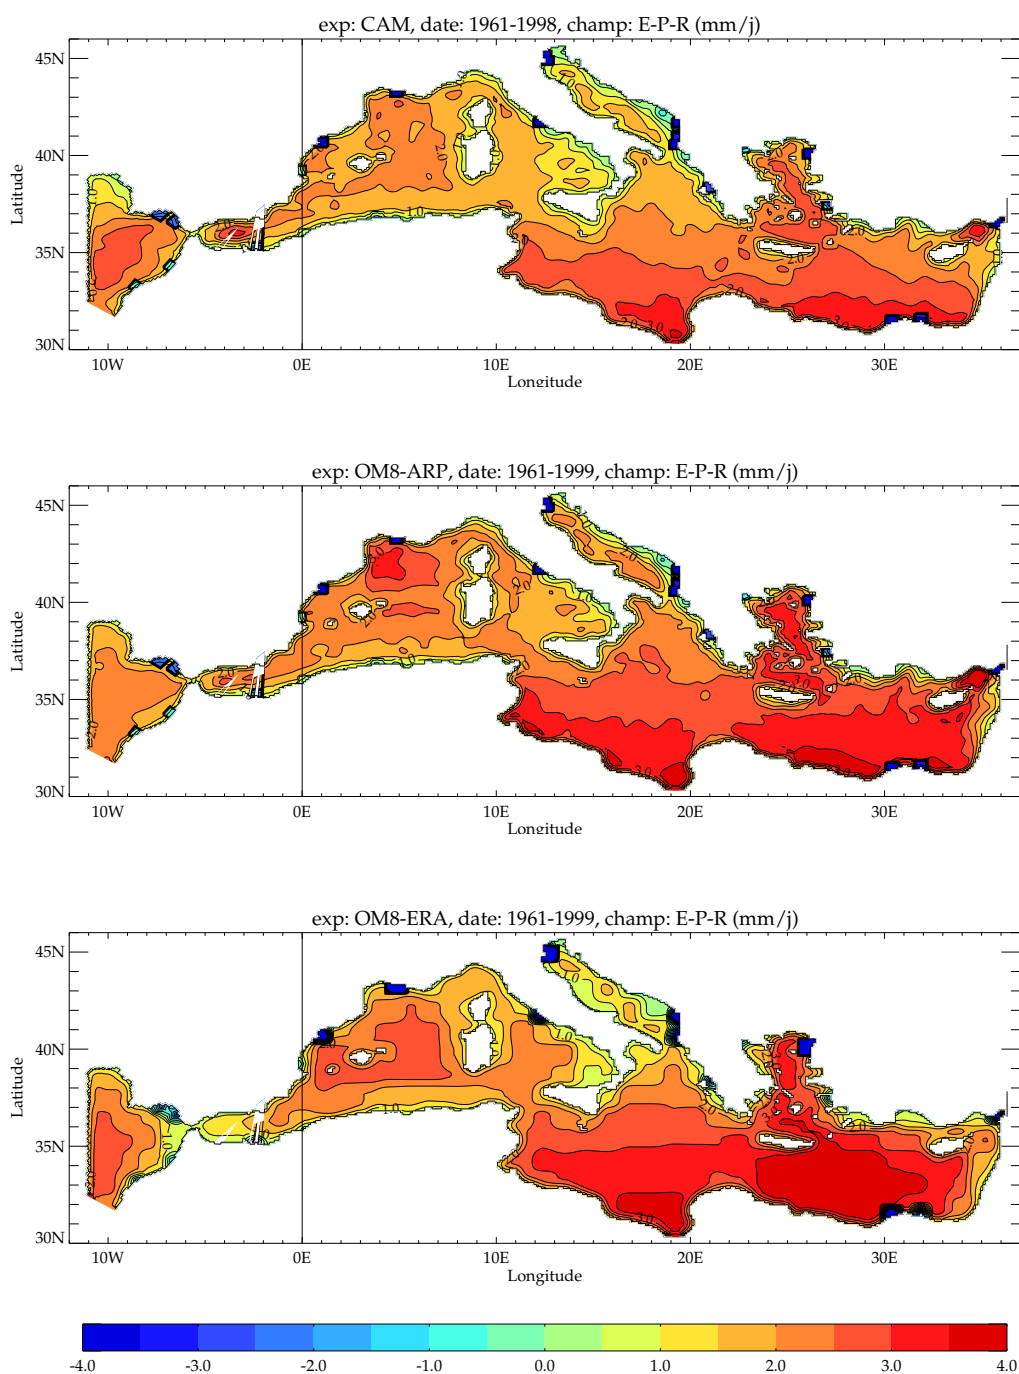 exp: CAM, date: 1961-1998, champ: E-P-R (mm/j)
45N
40N
35N
30N
Latitude
10W 0E 10E 20E 30E
Longitude
exp: OM8-ARP, date: 1961-1999, champ: E-P-R (mm/j)
45N
40N
35N
30N
Latitude
10W 0E 10E 20E 30E
Longitude
exp: OM8-ERA, date: 1961-1999, champ: E-P-R (mm/j)
45N
40N
35N
30N
Latitude
10W 0E 10E 20E 30E
Longitude
-4.0 -3.0 -2.0 -1.0 0.0 1.0 2.0 3.0 4.0